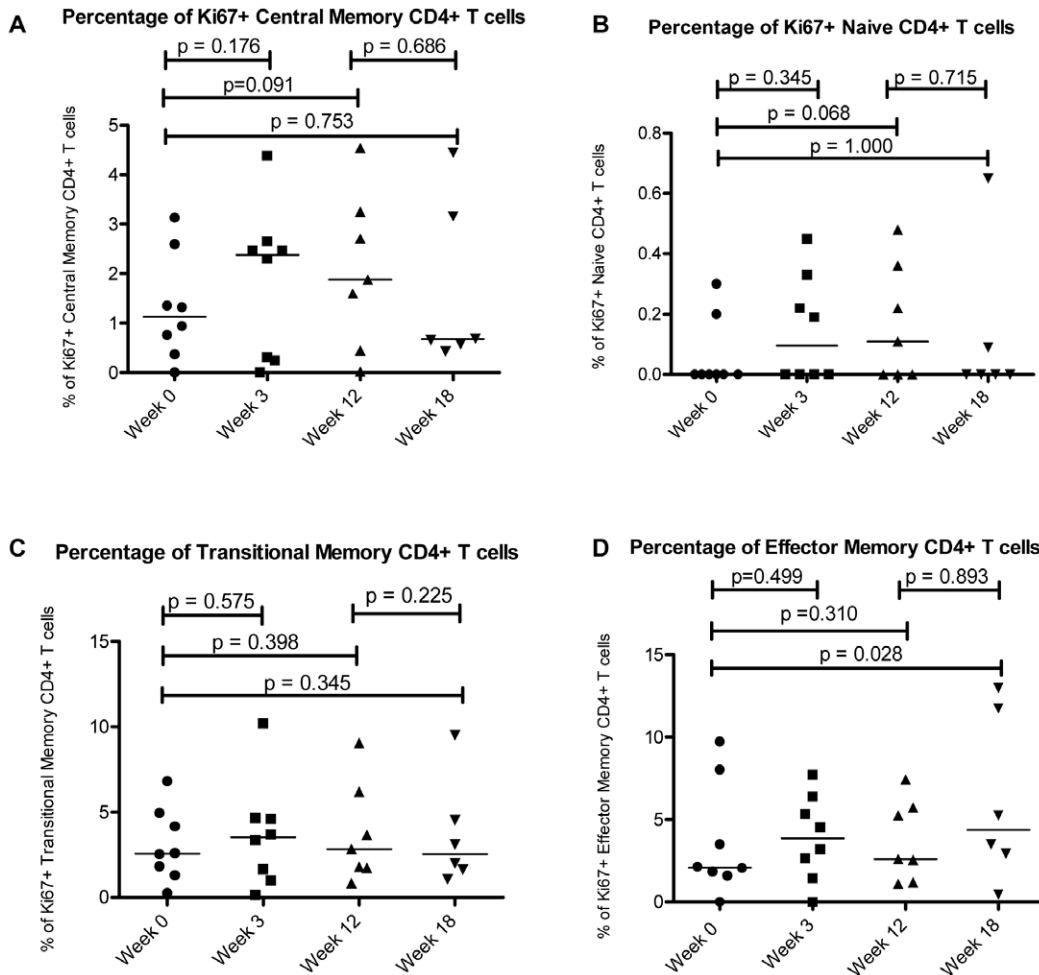 A
Percentage of Ki67+ Central Memory CD4+ T cells
p = 0.176
p = 0.686
p=0.091
p = 0.753
% of Ki67+ Central Memory CD4+ T cells
5
4
3
2
1
0
Week 0
Week 3
Week 12
Week 18
B
Percentage of Ki67+ Naive CD4+ T cells
p = 0.345
p = 0.715
p = 0.068
p = 1.000
% of Ki67+ Naive CD4+ T cells
0.8
0.6
0.4
0.2
0.0
Week 0
Week 3
Week 12
Week 18
C
Percentage of Transitional Memory CD4+ T cells
p = 0.575
p = 0.225
p = 0.398
p = 0.345
% of Ki67+ Transitional Memory CD4+ T cells
15
10
5
0
Week 0
Week 3
Week 12
Week 18
D
Percentage of Effector Memory CD4+ T cells
p=0.499
p = 0.893
p =0.310
p = 0.028
% of Ki67+ Effector Memory CD4+ T cells
15
10
5
0
Week 0
Week 3
Week 12
Week 18